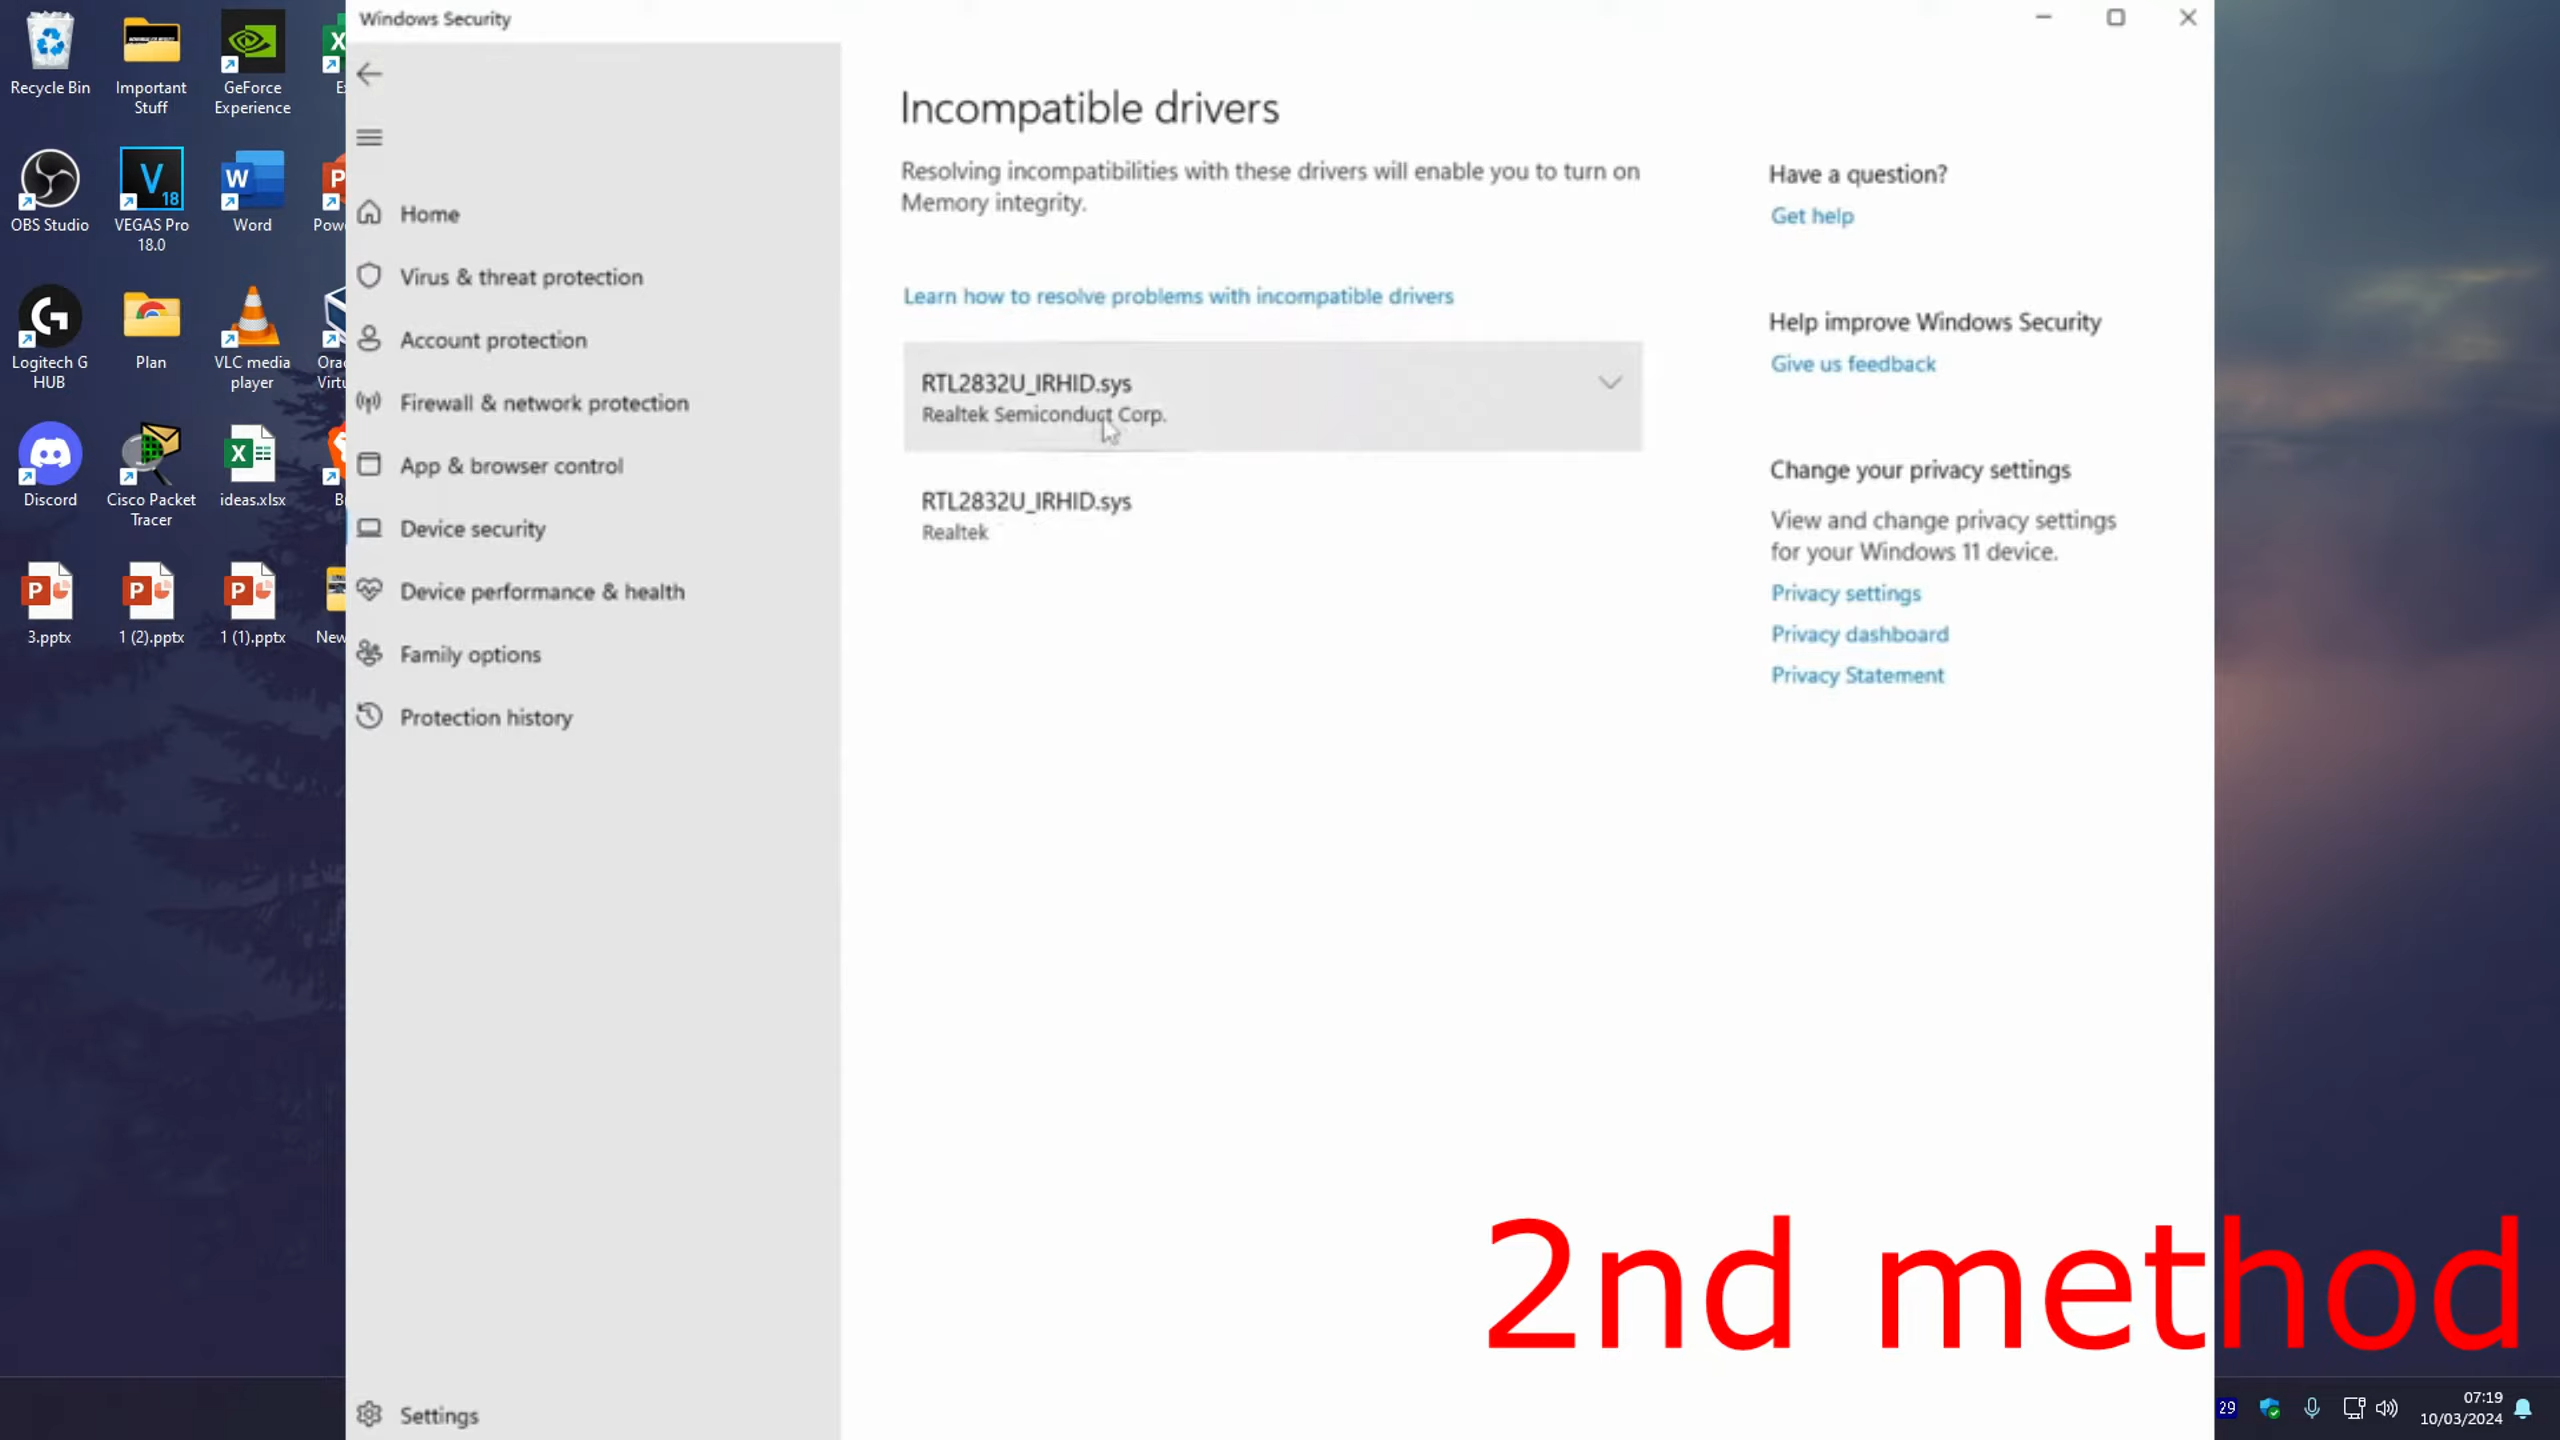 Recycle Bin
Important
Stuff
GeForce
Experience
OBS Studio
VEGAS Pro
18.0
Word
Logitech G
HUB
Plan
VLC media
player
Discord
Cisco Packet
Tracer
ideas.xlsx
3.pptx
1 (2).pptx
1 (1).pptx
New
Windows Security
Home
Virus & threat protection
Account protection
Firewall & network protection
App & browser control
Device security
Device performance & health
Family options
Protection history
Settings
Incompatible drivers
Resolving incompatibilities with these drivers will enable you to turn on
Memory integrity.
Learn how to resolve problems with incompatible drivers
RTL2832U_IRHID.sys
Realtek Semiconduct Corp.
RTL2832U_IRHID.sys
Realtek
Have a question?
Get help
Help improve Windows Security
Give us feedback
Change your privacy settings
View and change privacy settings
for your Windows 11 device.
Privacy settings
Privacy dashboard
Privacy Statement
2nd method
29
07:19
10/03/2024